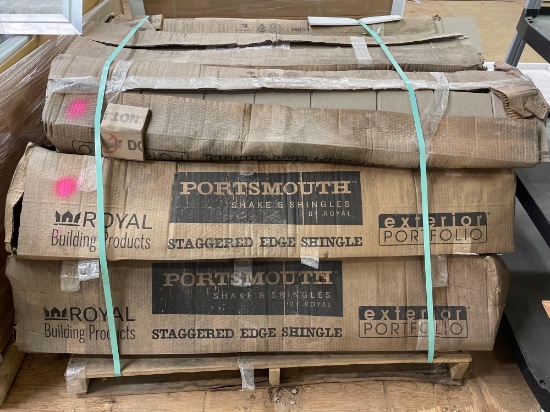 PORTSMOUTH
SHAKE & SHINGLES
BY ROYAL
ROYAL
Building Products
STAGGERED EDGE SHINGLE
exterior
PORTFOLIO
PORTSMOUTH
SHAKE & SHINGLES
BY ROYAL
ROYAL
Building Products
STAGGERED EDGE SHINGLE
exterior
PORTFOLIO